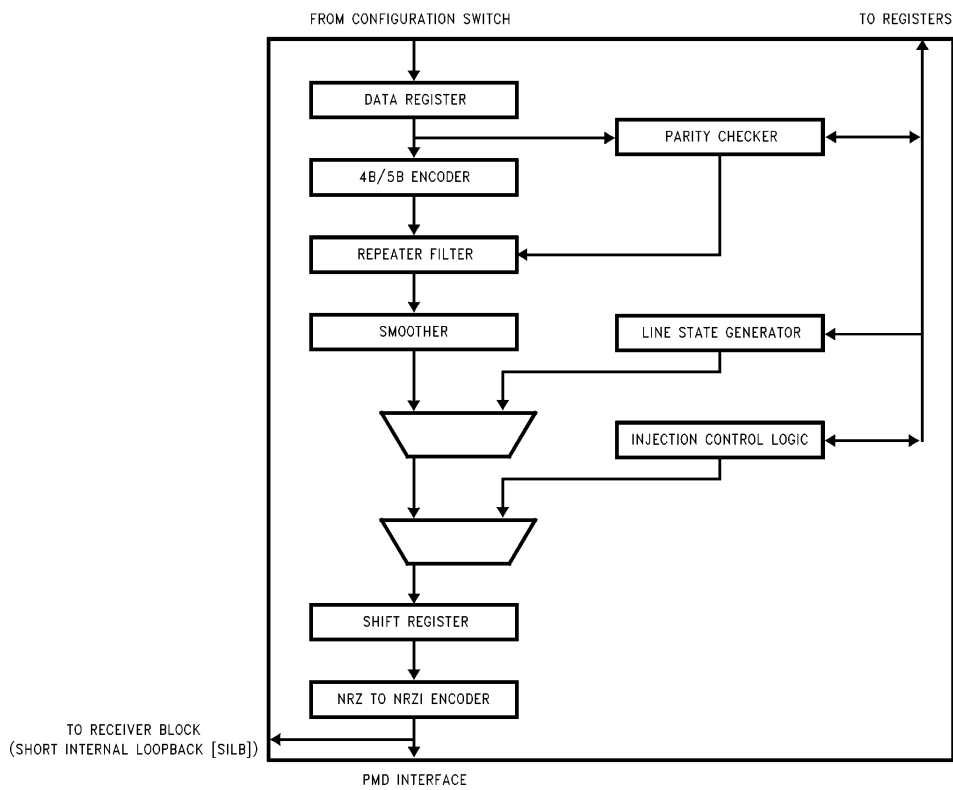 FROM CONFIGURATION SWITCH
TO REGISTERS
DATA REGISTER
PARITY CHECKER
4B/5B ENCODER
REPEATER FILTER
SMOOTHER
LINE STATE GENERATOR
INJECTION CONTROL LOGIC
SHIFT REGISTER
NRZ TO NRZI ENCODER
TO RECEIVER BLOCK
(SHORT INTERNAL LOOPBACK [SILB])
PMD INTERFACE